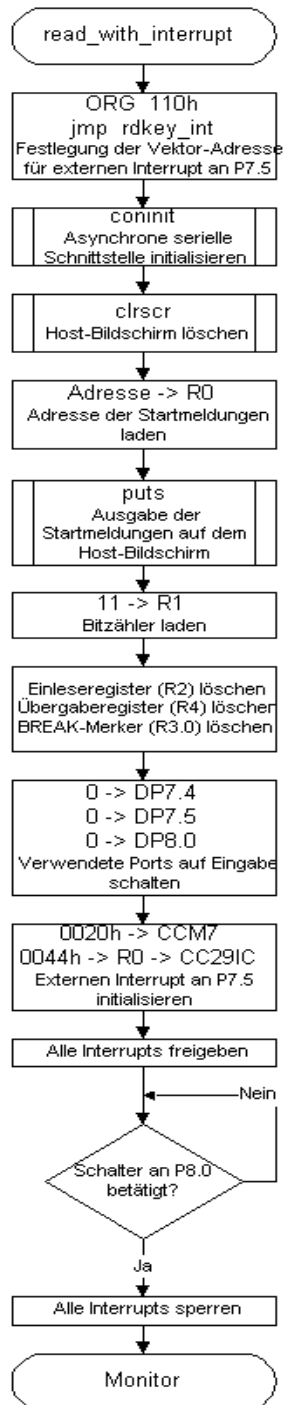 read_with_interrupt
ORG 110h
jmp rdkey_int
Festlegung der Vektor-Adresse
für externen Interrupt an P7.5
coninit
Asynchrone serielle
Schnittstelle initialisieren
clrscr
Host-Bildschirm löschen
Adresse -> R0
Adresse der Startmeldungen
laden
puts
Ausgabe der
Startmeldungen auf dem
Host-Bildschirm
11 -> R1
Bitzähler laden
Einleseregister (R2) löschen
Übergaberegister (R4) löschen
BREAK-Merker (R3.0) löschen
0 -> DP7.4
0 -> DP7.5
0 -> DP8.0
Verwendete Ports auf Eingabe
schalten
0020h -> CCM7
0044h -> R0 -> CC29IC
Externen Interrupt an P7.5
initialisieren
Alle Interrupts freigeben
Nein
Schalter an P8.0
betätigt?
Ja
Alle Interrupts sperren
Monitor